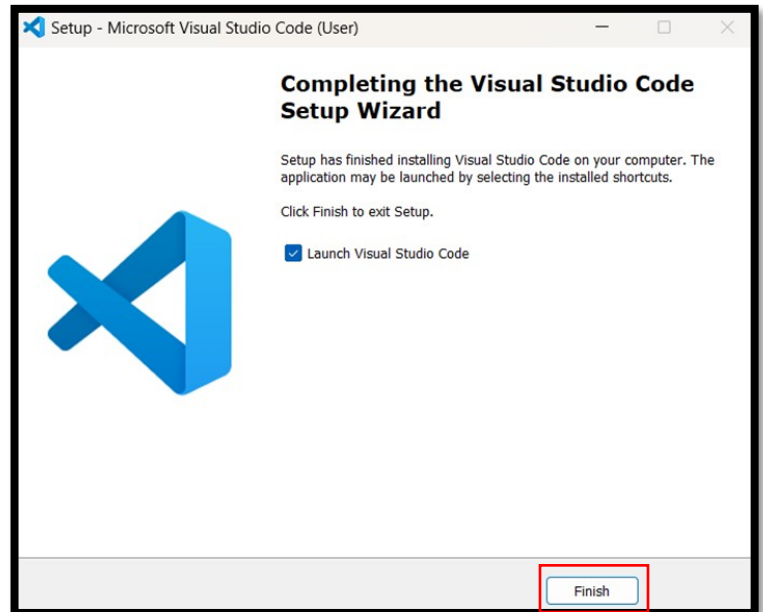 Setup - Microsoft Visual Studio Code (User)
Completing the Visual Studio Code
Setup Wizard
Setup has finished installing Visual Studio Code on your computer. The
application may be launched by selecting the installed shortcuts.
Click Finish to exit Setup.
Launch Visual Studio Code
Finish